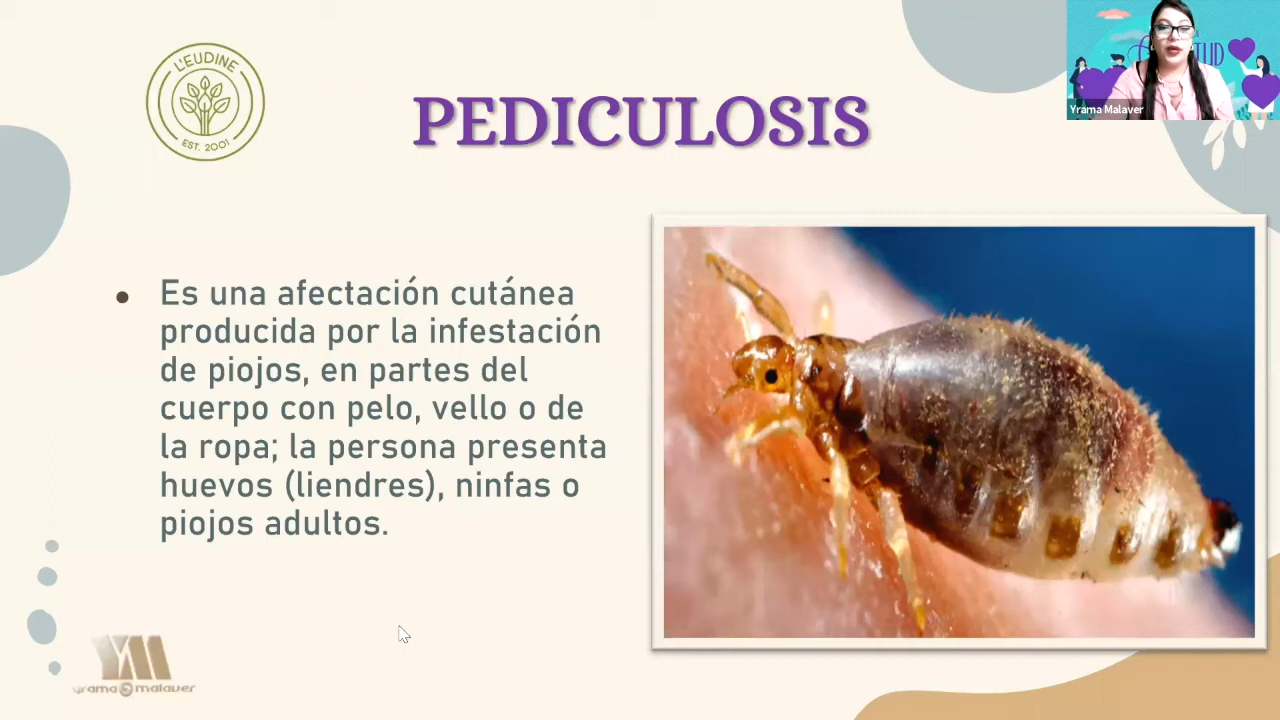 L'EUDINE
EST. 2001
PEDICULOSIS
Yrama Malaver
• Es una afectación cutánea
producida por la infestación
de piojos, en partes del
cuerpo con pelo, vello o de
la ropa; la persona presenta
huevos (liendres), ninfas o
piojos adultos.
YM
yrama malaver